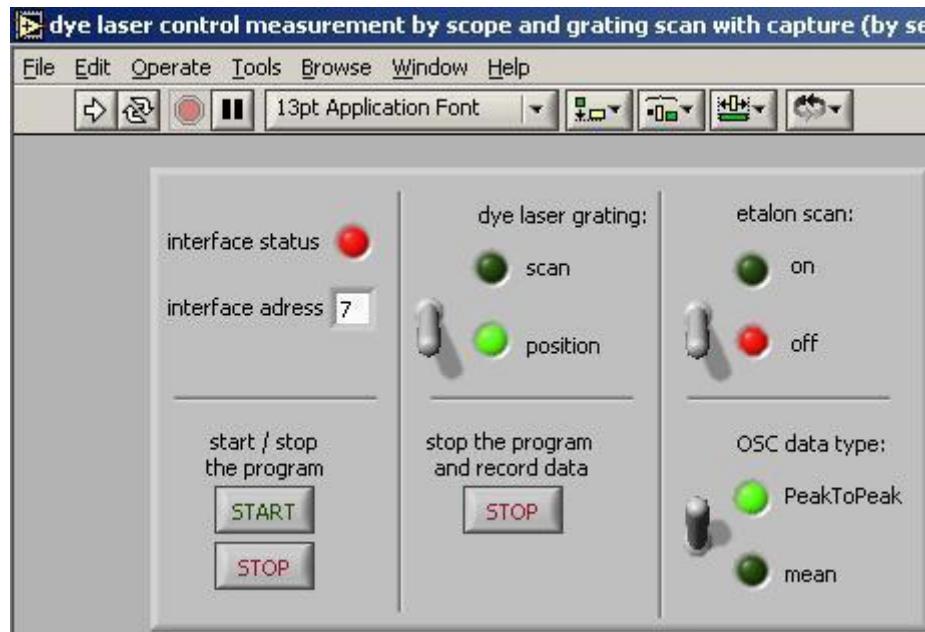 dye laser control measurement by scope and grating scan with capture (by se
File Edit Operate Tools Browse Window Help
13pt Application Font
interface status
interface adress 7
dye laser grating:
scan
position
etalon scan:
on
off
start / stop
the program
START
STOP
stop the program
and record data
STOP
OSC data type:
PeakToPeak
mean